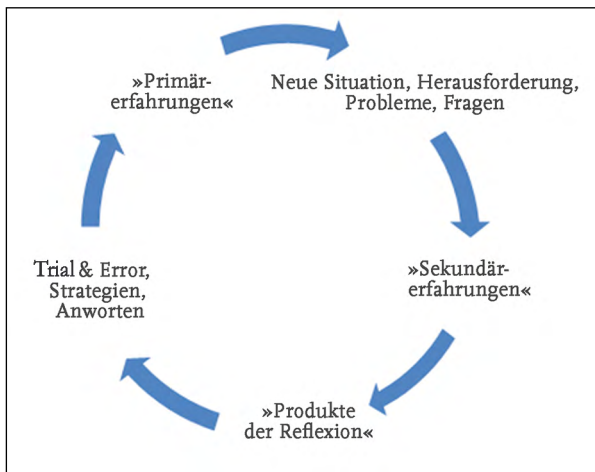 »Primär-
erfahrungen«
Neue Situation, Herausforderung,
Probleme, Fragen
»Sekundär-
erfahrungen«
»Produkte
der Reflexion«
Trial & Error,
Strategien,
Anworten